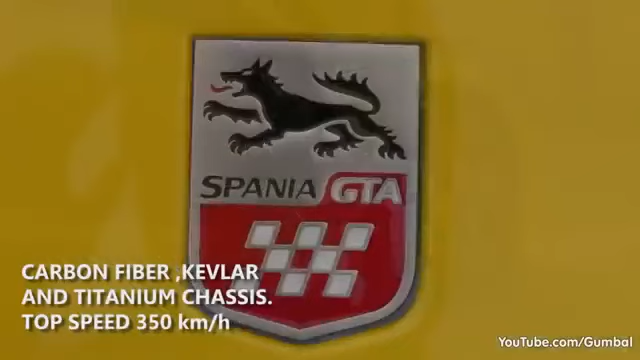 SPANIA GTA
CARBON FIBER ,KEVLAR
AND TITANIUM CHASSIS.
TOP SPEED 350 km/h
YouTube.com/Gumbal